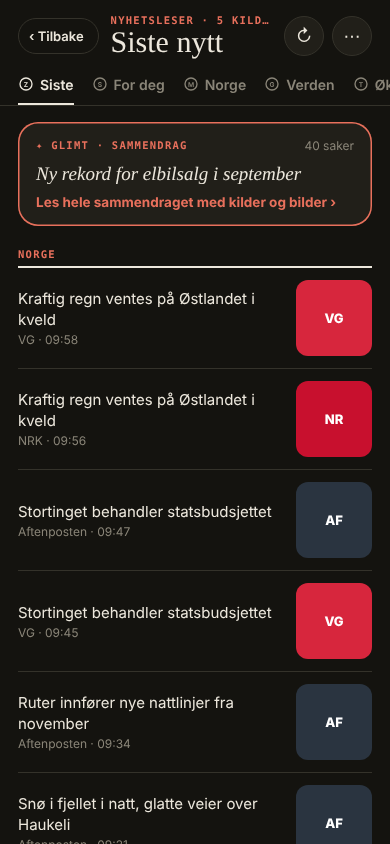 ‹ Tilbake
NYHETSLESER · 5 KILD…
Siste nytt
Z Siste
S For deg
M Norge
G Verden
T Øk
✦ GLIMT · SAMMENDRAG
40 saker
Ny rekord for elbilsalg i september
Les hele sammendraget med kilder og bilder ›
NORGE
Kraftig regn ventes på Østlandet i
kveld
VG · 09:58
VG
Kraftig regn ventes på Østlandet i
kveld
NRK · 09:56
NR
Stortinget behandler statsbudsjettet
Aftenposten · 09:47
AF
Stortinget behandler statsbudsjettet
VG · 09:45
VG
Ruter innfører nye nattlinjer fra
november
Aftenposten · 09:34
AF
Snø i fjellet i natt, glatte veier over
Haukeli
Aftenposten · 09:21
AF